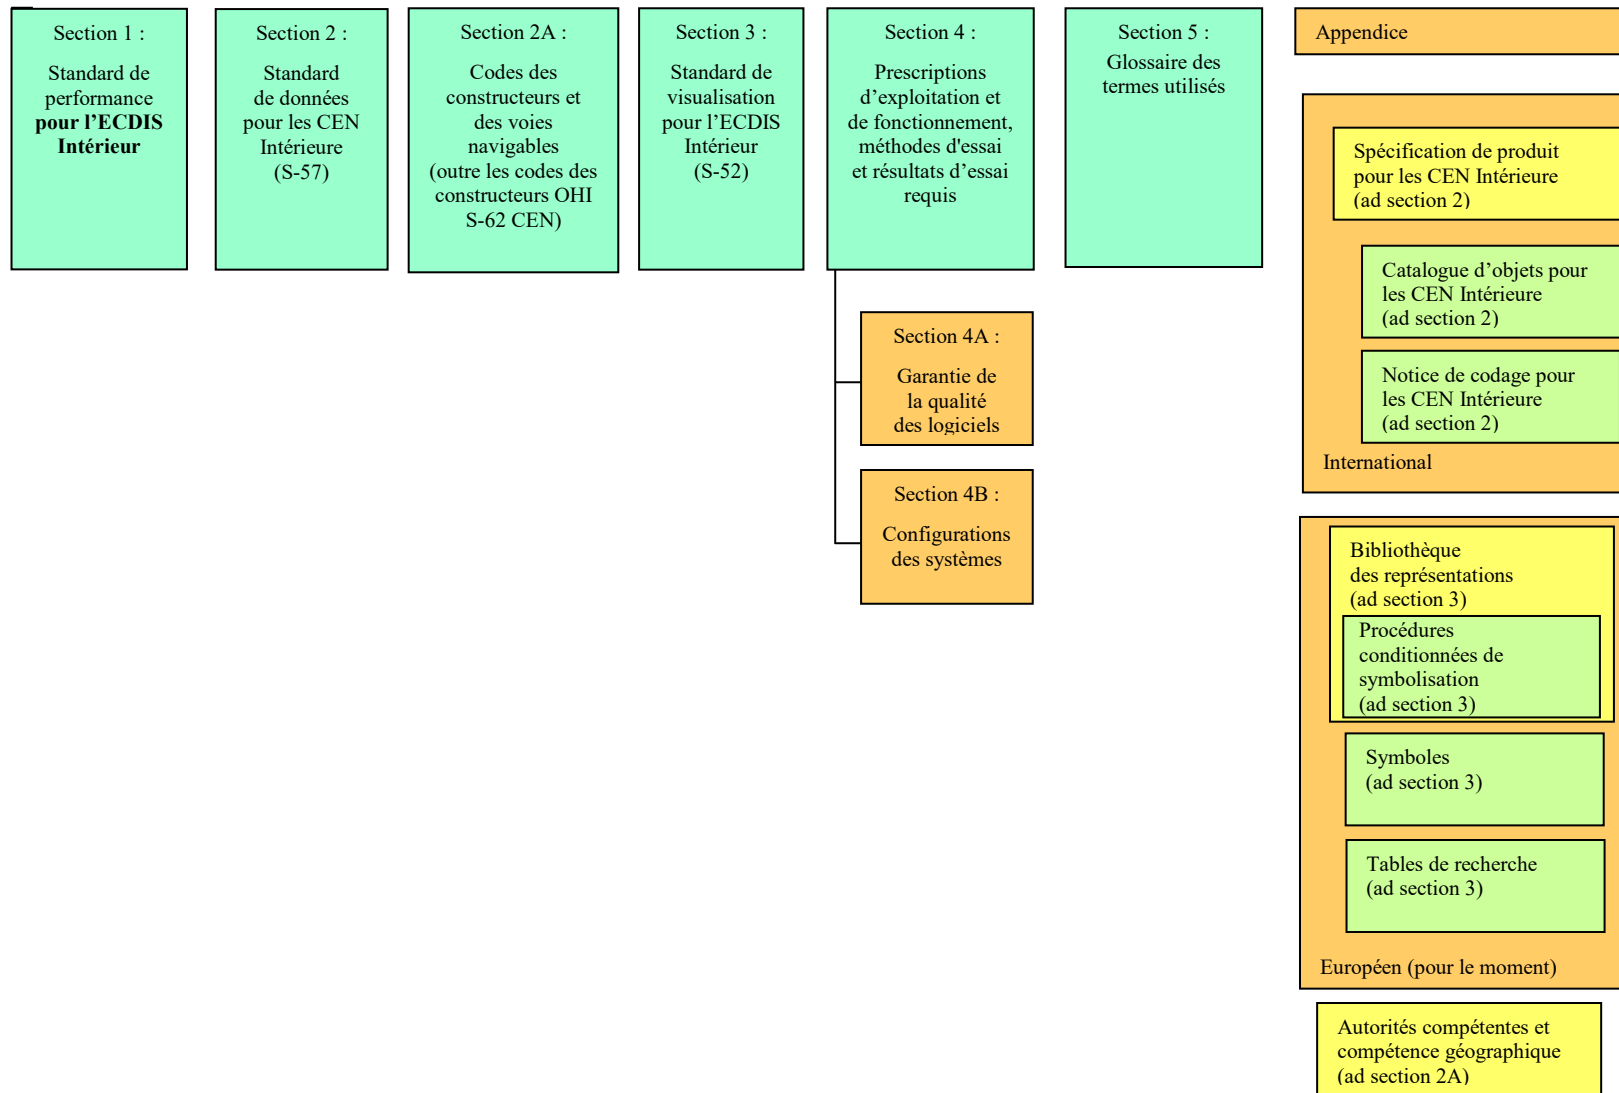 Section 1 :
Standard de
performance
pour l’ECDIS
Intérieur
Section 2 :
Standard
de données
pour les CEN
Intérieure
(S-57)
Section 2A :
Codes des
constructeurs et
des voies
navigables
(outre les codes des
constructeurs OHI
S-62 CEN)
Section 3 :
Standard de
visualisation
pour l’ECDIS
Intérieur
(S-52)
Section 4 :
Prescriptions
d’exploitation et
de fonctionnement,
méthodes d'essai
et résultats d’essai
requis
Section 5 :
Glossaire des
termes utilisés
Section 4A :
Garantie de
la qualité
des logiciels
Section 4B :
Configurations
des systèmes
Appendice
Spécification de produit
pour les CEN Intérieure
(ad section 2)
Catalogue d’objets pour
les CEN Intérieure
(ad section 2)
Notice de codage pour
les CEN Intérieure
(ad section 2)
International
Bibliothèque
des représentations
(ad section 3)
Procédures
conditionnées de
symbolisation
(ad section 3)
Symboles
(ad section 3)
Tables de recherche
(ad section 3)
Européen (pour le moment)
Autorités compétentes et
compétence géographique
(ad section 2A)